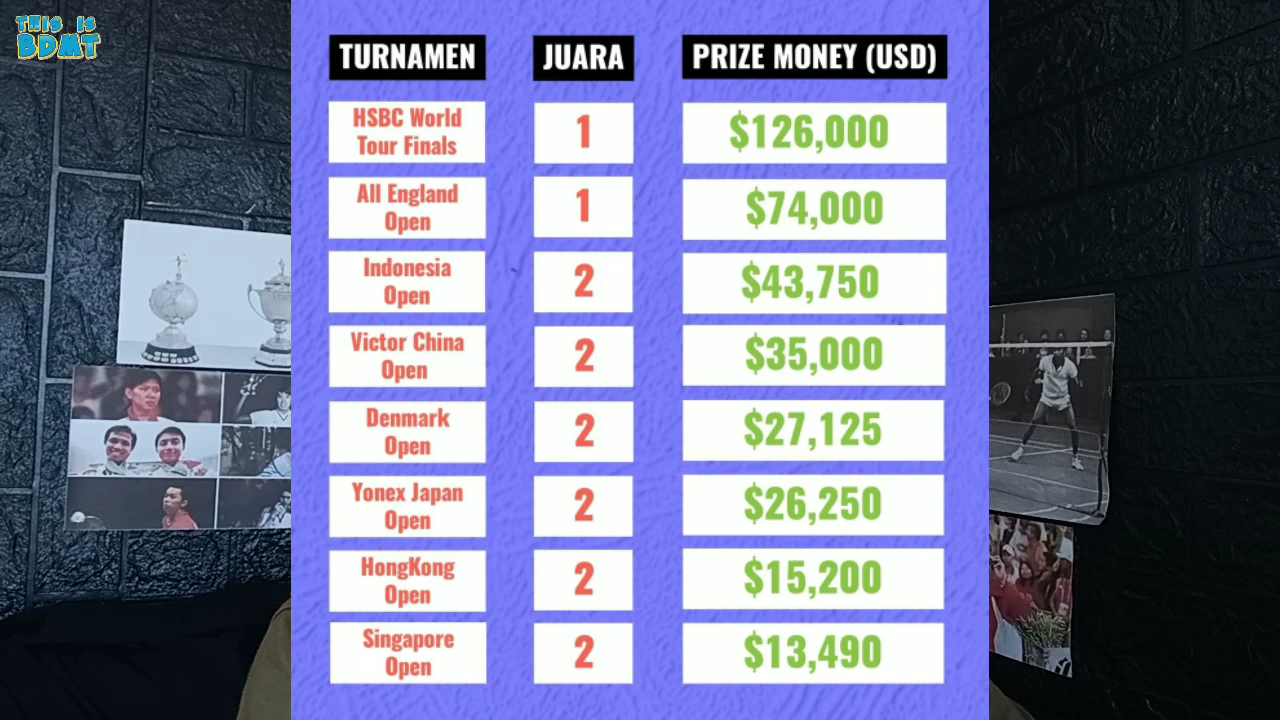 THIS IS
BDMT
TURNAMEN JUARA PRIZE MONEY (USD)
HSBC World
Tour Finals
1 $126,000
All England
Open
1 $74,000
Indonesia
Open
2 $43,750
Victor China
Open
2 $35,000
Denmark
Open
2 $27,125
Yonex Japan
Open
2 $26,250
HongKong
Open
2 $15,200
Singapore
Open
2 $13,490